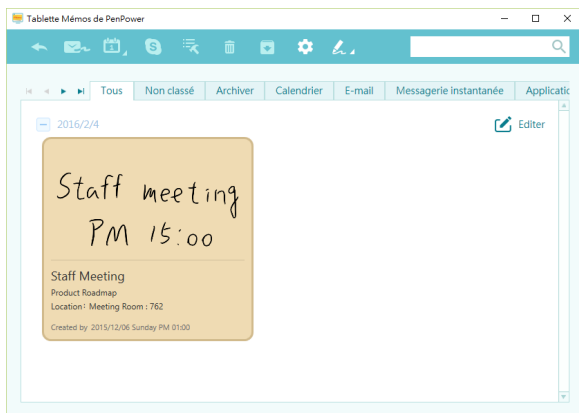 Tablette Mémos de PenPower
Tous Non classé Archiver Calendrier E-mail Messagerie instantanée Applicatic
2016/2/4 Editer
Staff meeting
PM 15:00
Staff Meeting
Product Roadmap
Location : Meeting Room : 762
Created by 2015/12/06 Sunday PM 01:00